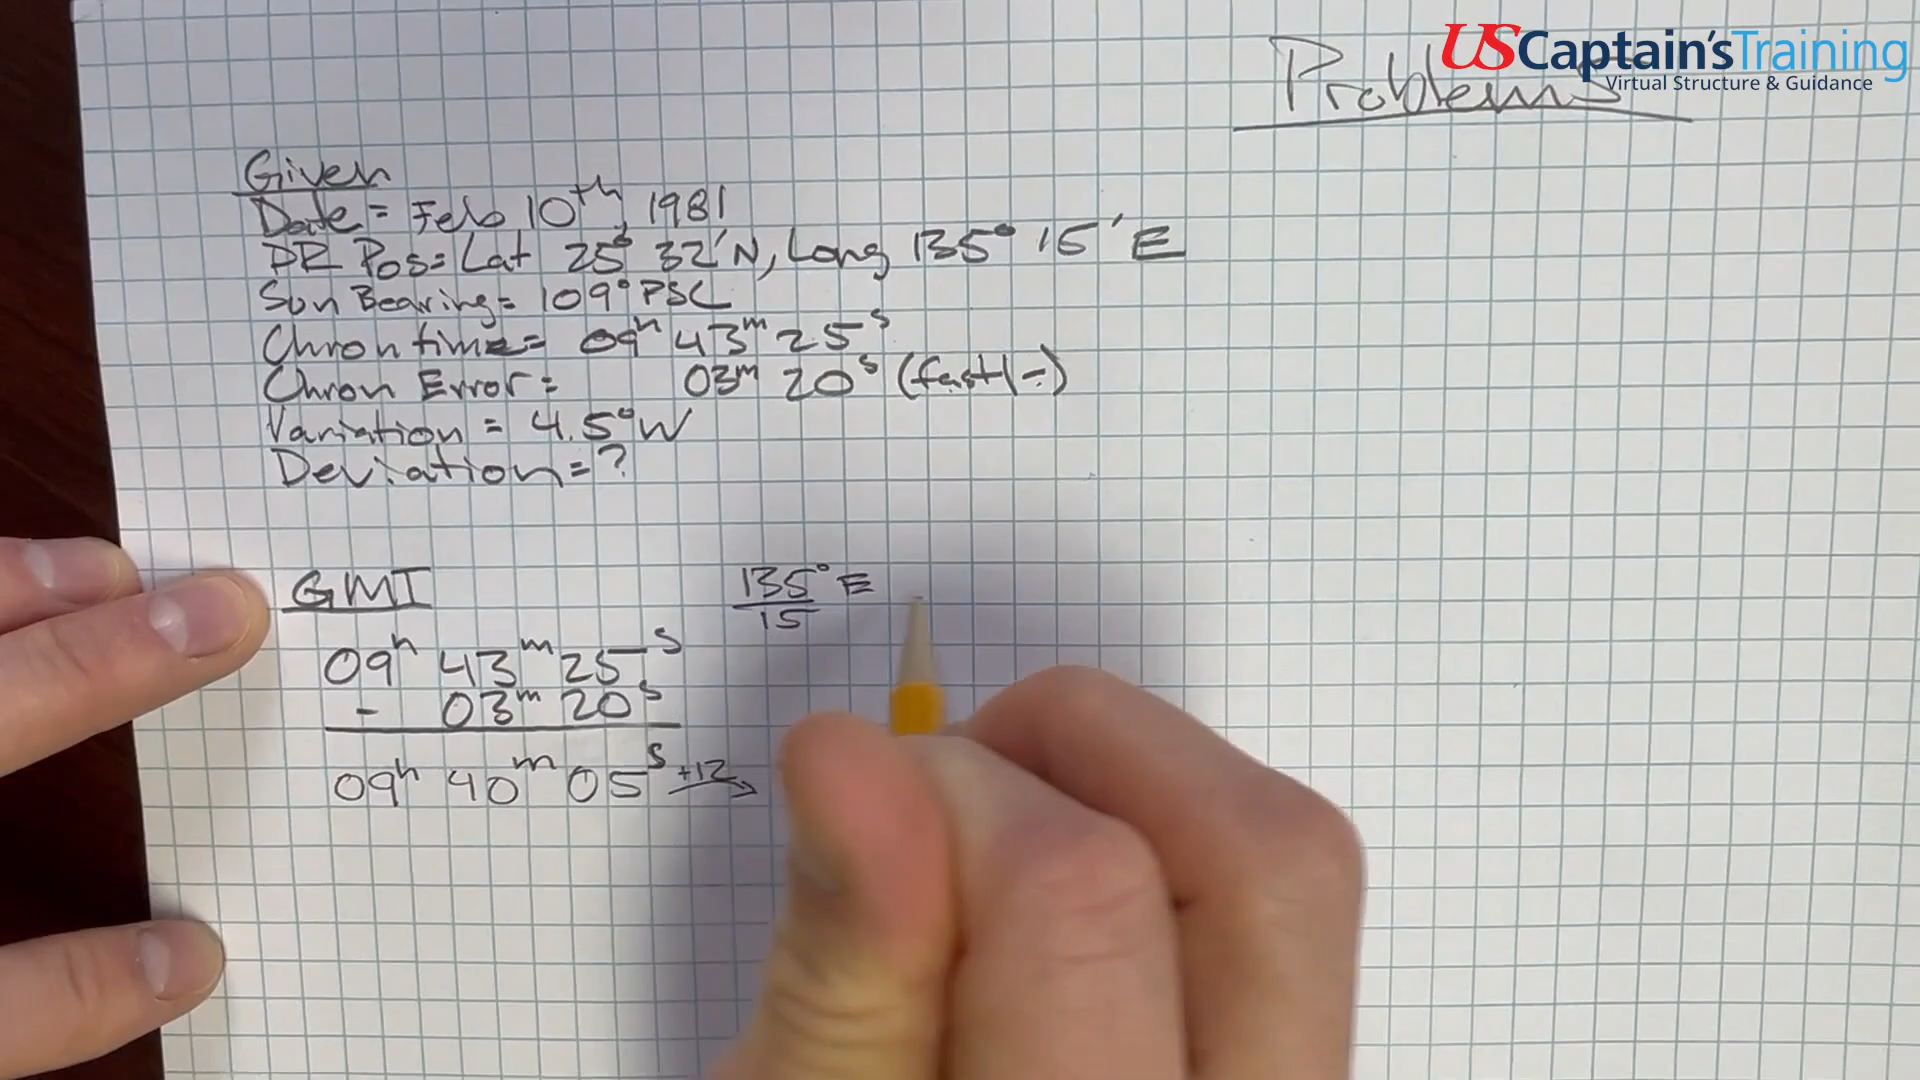 USCaptain'sTraining
Virtual Structure & Guidance
Problems
Given
Date = Feb 10th, 1981
DR Pos= Lat 25° 32'N, Long 135° 15'E
Sun Bearing= 109° PSC
Chron time= 09h 43m 25s
Chron Error= 03m 20s (fast|-)
Variation = 4.5°W
Deviation=?
GMT
135° E
15
09h 43m 25s
- 03m 20s
09h 40m 05s +12 →